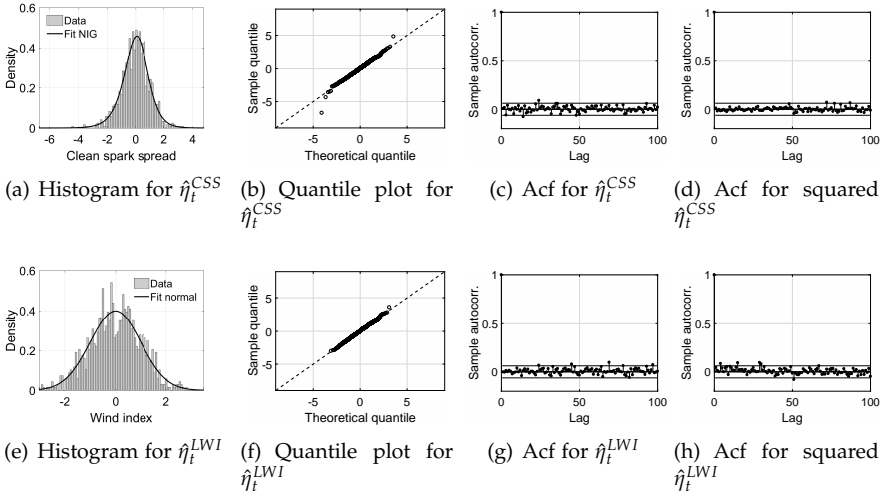 0.6
0.4
0.2
0
Density
Data
Fit NIG
-6 -4 -2 0 2 4
Clean spark spread
(a) Histogram for η̂_t^{CSS}
5
0
-5
Sample quantile
-5 0 5
Theoretical quantile
(b) Quantile plot for
η̂_t^{CSS}
1
0.5
0
Sample autocorr.
0 50 100
Lag
(c) Acf for η̂_t^{CSS}
1
0.5
0
Sample autocorr.
0 50 100
Lag
(d) Acf for squared
η̂_t^{CSS}
0.6
0.4
0.2
0
Density
Data
Fit normal
-2 0 2
Wind index
(e) Histogram for η̂_t^{LWI}
5
0
-5
Sample quantile
-5 0 5
Theoretical quantile
(f) Quantile plot for
η̂_t^{LWI}
1
0.5
0
Sample autocorr.
0 50 100
Lag
(g) Acf for η̂_t^{LWI}
1
0.5
0
Sample autocorr.
0 50 100
Lag
(h) Acf for squared
η̂_t^{LWI}